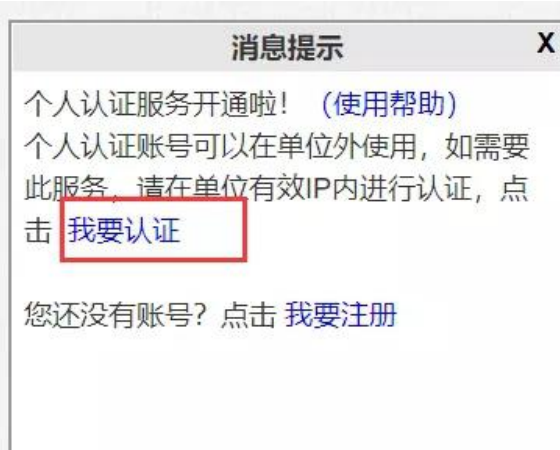 消息提示 X
个人认证服务开通啦！（使用帮助）
个人认证账号可以在单位外使用，如需要
此服务，请在单位有效IP内进行认证，点
击 我要认证
您还没有账号？点击 我要注册